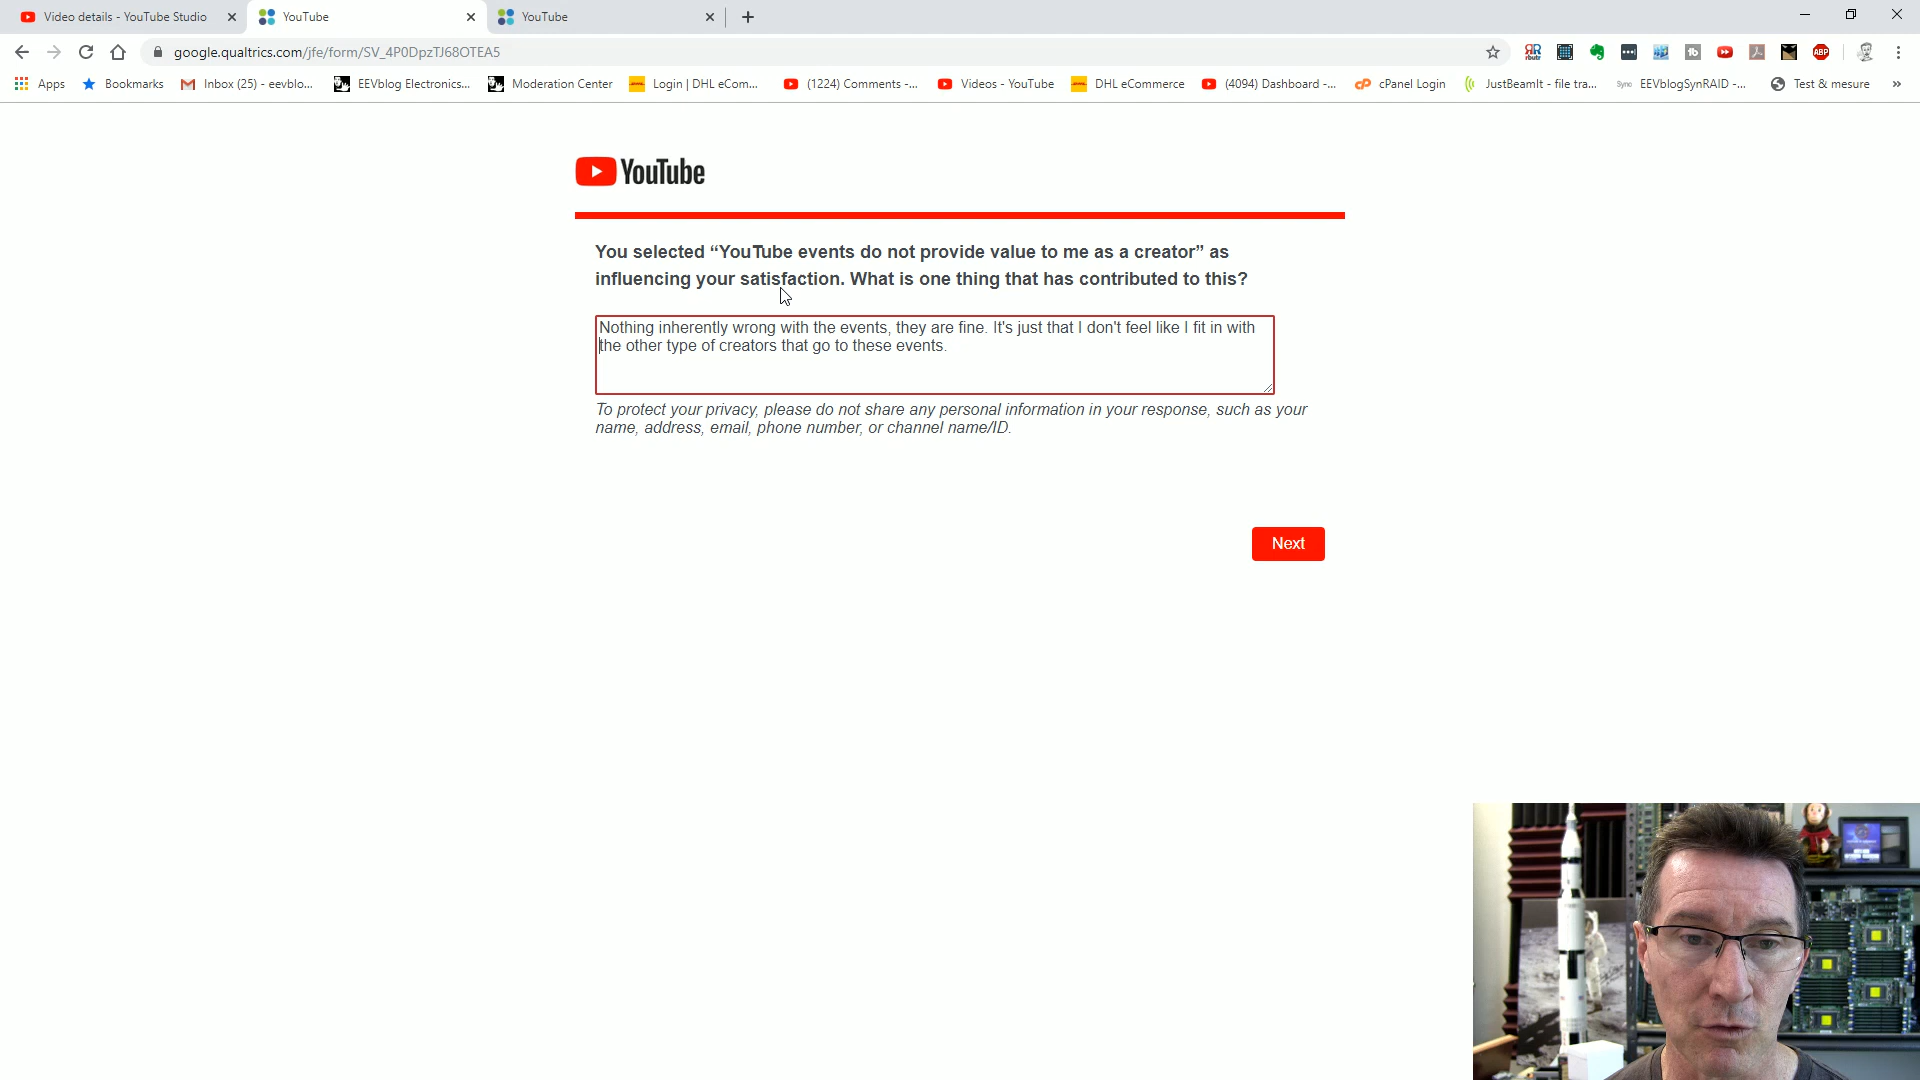 Video details - YouTube Studio
YouTube
YouTube
google.qualtrics.com/jfe/form/SV_4P0DpzTJ68OTEA5
Apps
Bookmarks
Inbox (25) - eevblo...
EEVblog Electronics...
Moderation Center
Login | DHL eCom...
(1224) Comments -...
Videos - YouTube
DHL eCommerce
(4094) Dashboard -...
cPanel Login
JustBeamIt - file tra...
EEVblogSynRAID -...
Test & mesure
YouTube
You selected “YouTube events do not provide value to me as a creator” as
influencing your satisfaction. What is one thing that has contributed to this?
Nothing inherently wrong with the events, they are fine. It's just that I don't feel like I fit in with
the other type of creators that go to these events.
To protect your privacy, please do not share any personal information in your response, such as your
name, address, email, phone number, or channel name/ID.
Next